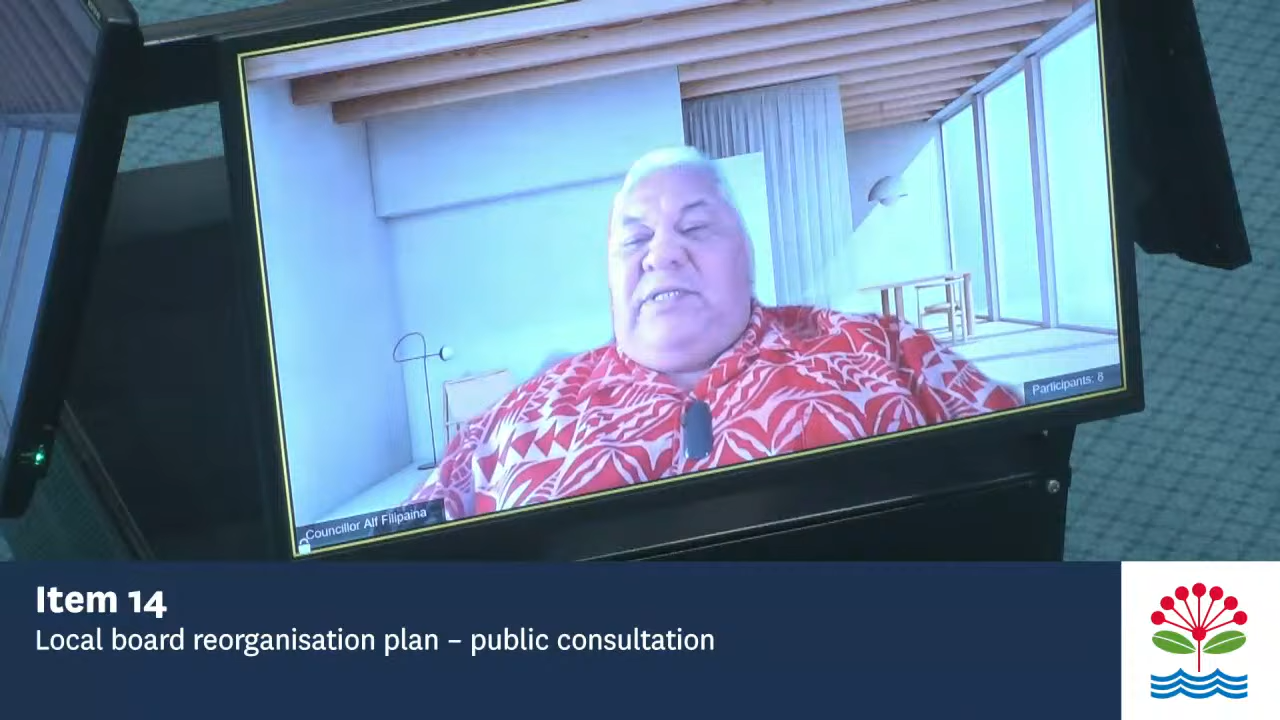 Participants: 8
Councillor Alf Filipaina
Item 14
Local board reorganisation plan – public consultation